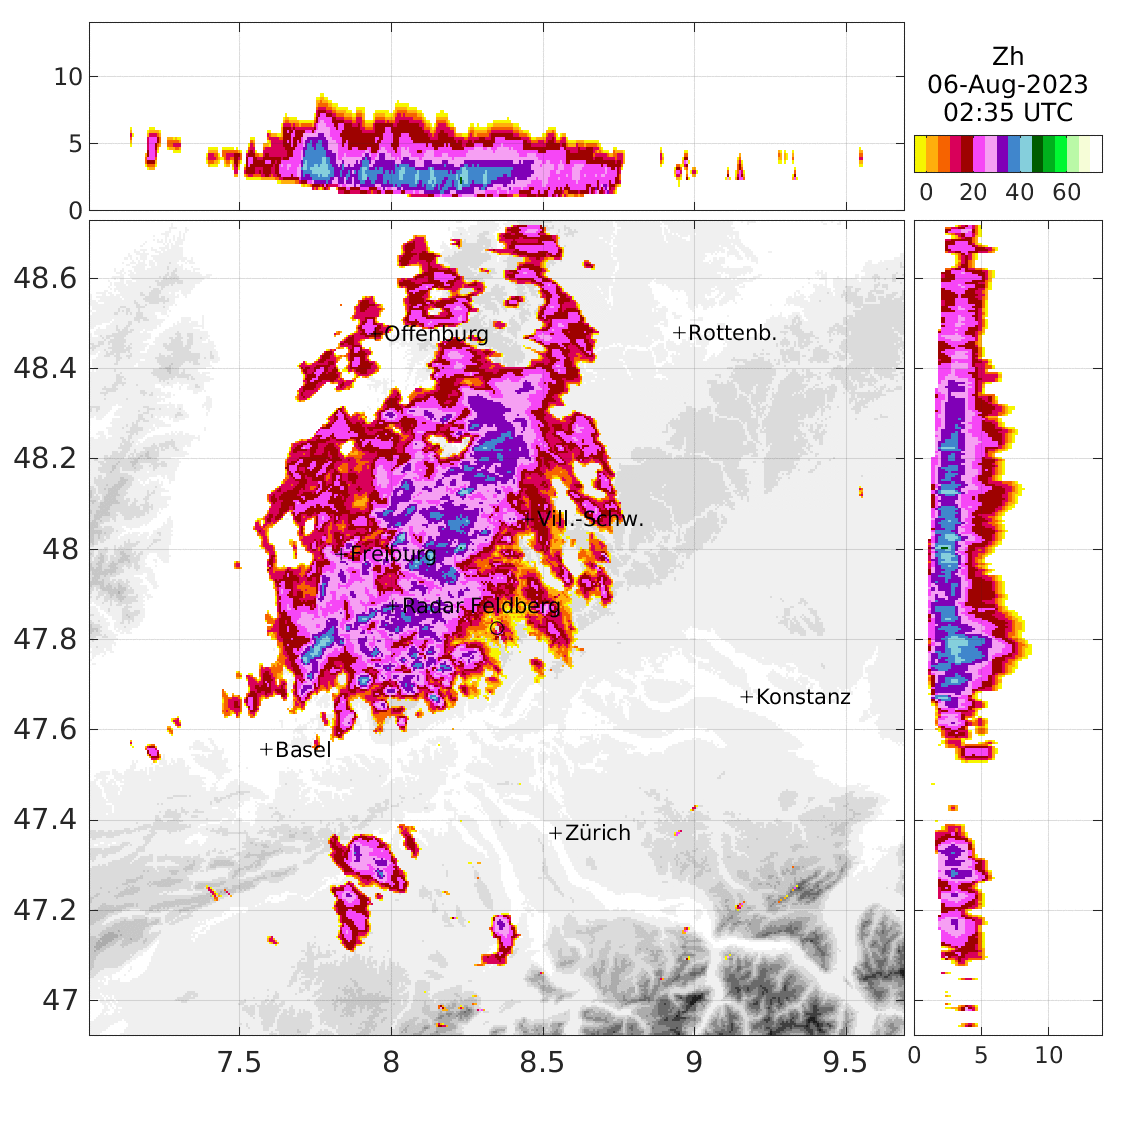 10
5
0
Zh
06-Aug-2023
02:35 UTC
0 20 40 60
48.6
48.4
48.2
48
47.8
47.6
47.4
47.2
47
Offenburg
Rottenb.
Vill.-Schw.
Freiburg
Radar Feldberg
Konstanz
Basel
Zürich
7.5 8 8.5 9 9.5
0 5 10